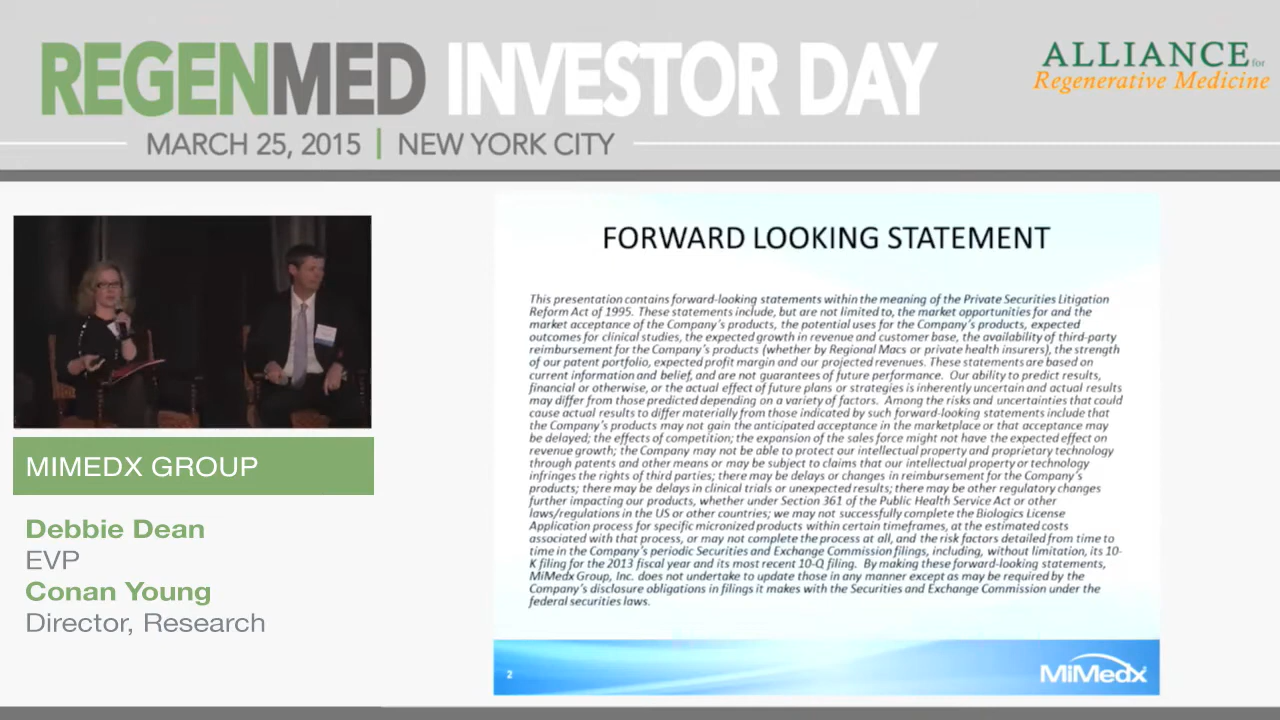 REGENMED INVESTOR DAY
MARCH 25, 2015 | NEW YORK CITY
ALLIANCE for
Regenerative Medicine
MIMEDX GROUP
Debbie Dean
EVP
Conan Young
Director, Research
FORWARD LOOKING STATEMENT
This presentation contains forward-looking statements within the meaning of the Private Securities Litigation
Reform Act of 1995. These statements include, but are not limited to, the market opportunities for and the
market acceptance of the Company's products, the potential uses for the Company's products, expected
outcomes for clinical studies, the expected growth in revenue and customer base, the availability of third-party
reimbursement for the Company's products (whether by Regional Macs or private health insurers), the strength
of our patent portfolio, expected profit margin and our projected revenues. These statements are based on
current information and belief, and are not guarantees of future performance. Our ability to predict results,
financial or otherwise, or the actual effect of future plans or strategies is inherently uncertain and actual results
may differ from those predicted depending on a variety of factors. Among the risks and uncertainties that could
cause actual results to differ materially from those indicated by such forward-looking statements include that
the Company's products may not gain the anticipated acceptance in the marketplace or that acceptance may
be delayed; the effects of competition; the expansion of the sales force might not have the expected effect on
revenue growth; the Company may not be able to protect our intellectual property and proprietary technology
through patents and other means or may be subject to claims that our intellectual property or technology
infringes the rights of third parties; there may be delays or changes in reimbursement for the Company's
products; there may be delays in clinical trials or unexpected results; there may be other regulatory changes
further impacting our products, whether under Section 361 of the Public Health Service Act or other
laws/regulations in the US or other countries; we may not successfully complete the Biologics License
Application process for specific micronized products within certain timeframes, at the estimated costs
associated with that process, or may not complete the process at all, and the risk factors detailed from time to
time in the Company's periodic Securities and Exchange Commission filings, including, without limitation, its 10-
K filing for the 2013 fiscal year and its most recent 10-Q filing. By making these forward-looking statements,
MiMedx Group, Inc. does not undertake to update those in any manner except as may be required by the
Company's disclosure obligations in filings it makes with the Securities and Exchange Commission under the
federal securities laws.
2
MiMedx